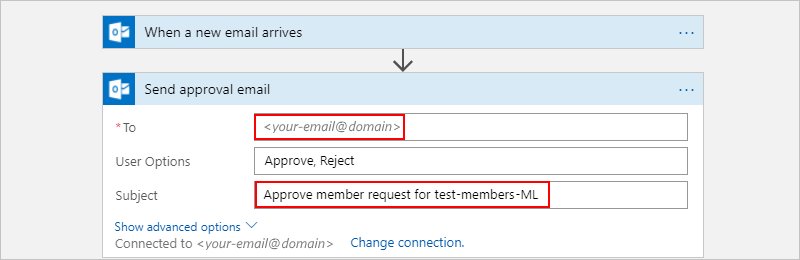 When a new email arrives
Send approval email
* To <your-email@domain>
User Options Approve, Reject
Subject Approve member request for test-members-ML
Show advanced options
Connected to <your-email@domain> Change connection.